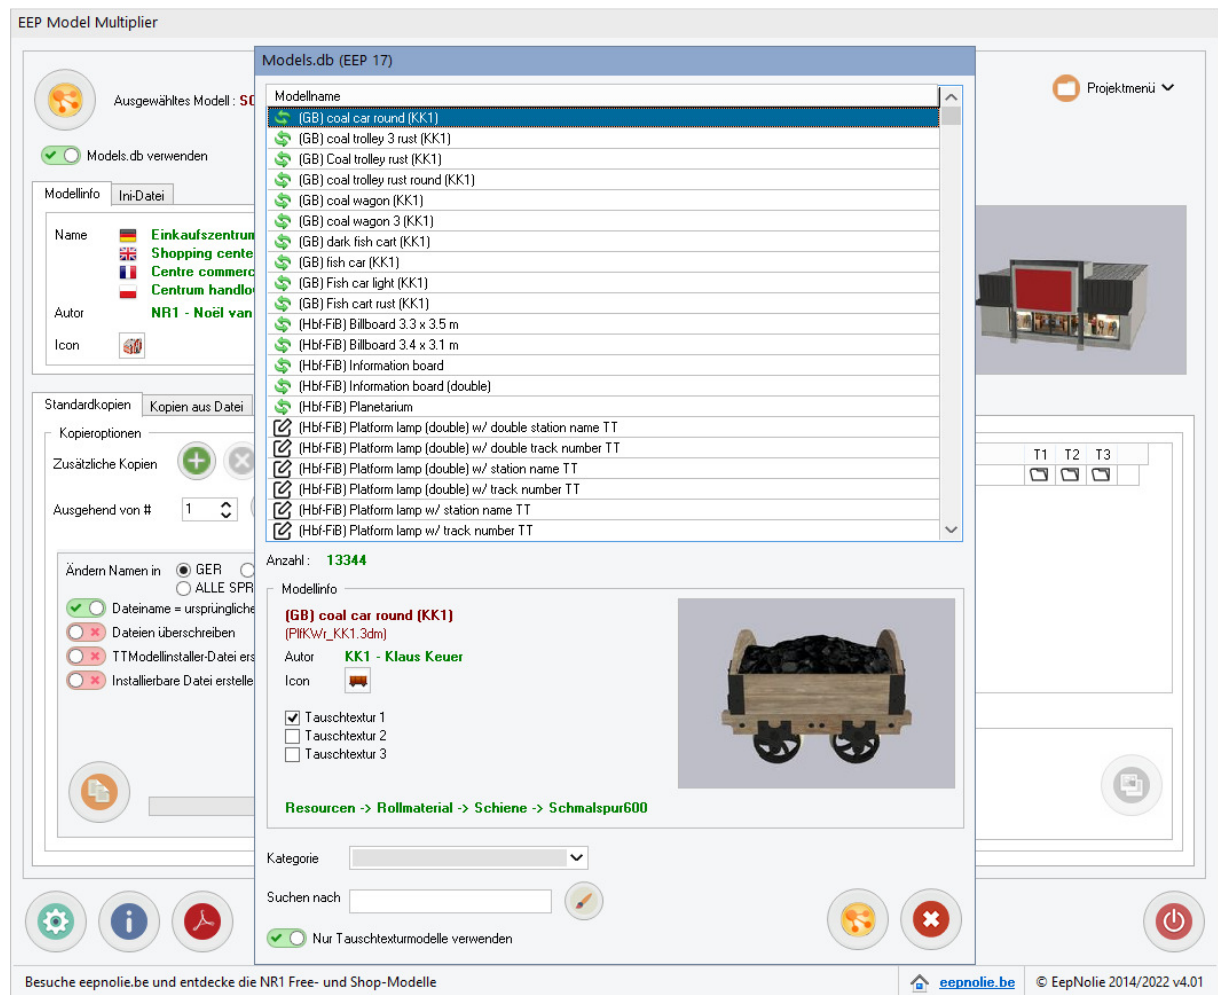 EEP Model Multiplier
Models.db (EEP 17)
Ausgewähltes Modell :
Projektmenü
Models.db verwenden
Modellinfo Ini-Datei
Name Einkaufszentrum
Shopping cente
Centre commerc
Centrum handlo
Autor NR1 - Noël van
Icon
Modellname
(GB) coal car round (KK1)
(GB) coal trolley 3 rust (KK1)
(GB) Coal trolley rust (KK1)
(GB) coal trolley rust round (KK1)
(GB) coal wagon (KK1)
(GB) coal wagon 3 (KK1)
(GB) dark fish cart (KK1)
(GB) fish car (KK1)
(GB) Fish car light (KK1)
(GB) Fish cart rust (KK1)
(Hbf-FiB) Billboard 3.3 x 3.5 m
(Hbf-FiB) Billboard 3.4 x 3.1 m
(Hbf-FiB) Information board
(Hbf-FiB) Information board (double)
(Hbf-FiB) Planetarium
(Hbf-FiB) Platform lamp (double) w/ double station name TT
(Hbf-FiB) Platform lamp (double) w/ double track number TT
(Hbf-FiB) Platform lamp (double) w/ station name TT
(Hbf-FiB) Platform lamp (double) w/ track number TT
(Hbf-FiB) Platform lamp w/ station name TT
(Hbf-FiB) Platform lamp w/ track number TT
Standardkopien Kopien aus Datei
Kopieroptionen
Zusätzliche Kopien
Ausgehend von # 1
T1 T2 T3
Ändern Namen in GER
ALLE SPR
Dateiname = ursprüngliche
Dateien überschreiben
TTModellinstaller-Datei ers
Installierbare Datei erstelle
Anzahl : 13344
Modellinfo
(GB) coal car round (KK1)
(PlfKWr_KK1.3dm)
Autor KK1 - Klaus Keuer
Icon
Tauschtextur 1
Tauschtextur 2
Tauschtextur 3
Resourcen -> Rollmaterial -> Schiene -> Schmalspur600
Kategorie
Suchen nach
Nur Tauschtexturmodelle verwenden
Besuche eepnolie.be und entdecke die NR1 Free- und Shop-Modelle
eepnolie.be
© EepNolie 2014/2022 v4.01